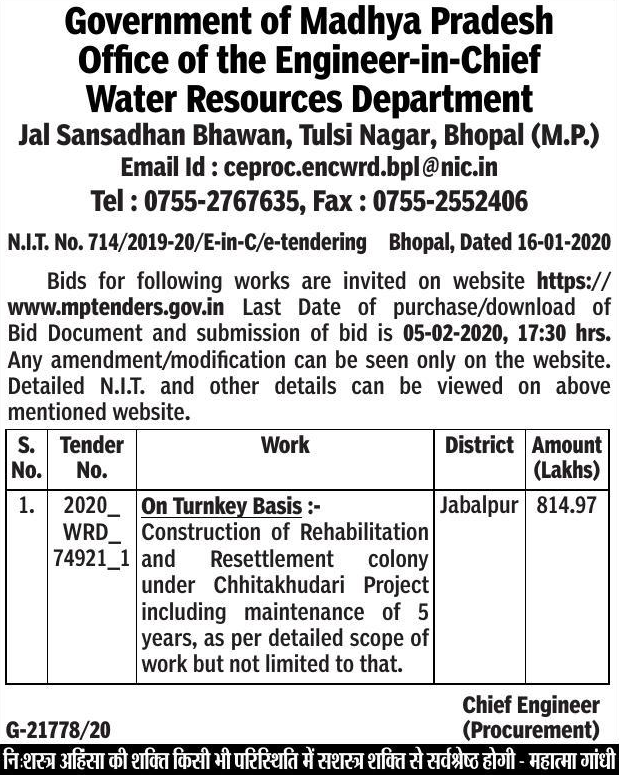 Government of Madhya Pradesh
Office of the Engineer-in-Chief
Water Resources Department
Jal Sansadhan Bhawan, Tulsi Nagar, Bhopal (M.P.)
Email Id : ceproc.encwrd.bpl@nic.in
Tel : 0755-2767635, Fax : 0755-2552406
N.I.T. No. 714/2019-20/E-in-C/e-tendering Bhopal, Dated 16-01-2020
Bids for following works are invited on website https://
www.mptenders.gov.in Last Date of purchase/download of
Bid Document and submission of bid is 05-02-2020, 17:30 hrs.
Any amendment/modification can be seen only on the website.
Detailed N.I.T. and other details can be viewed on above
mentioned website.
S. No. Tender No. Work District Amount (Lakhs)
1. 2020_ On Turnkey Basis :- Jabalpur 814.97
WRD_ Construction of Rehabilitation
74921_1 and Resettlement colony
under Chhitakhudari Project
including maintenance of 5
years, as per detailed scope of
work but not limited to that.
Chief Engineer
G-21778/20 (Procurement)
निःशस्त्र अहिंसा की शक्ति किसी भी परिस्थिति में सशस्त्र शक्ति से सर्वश्रेष्ठ होगी - महात्मा गांधी